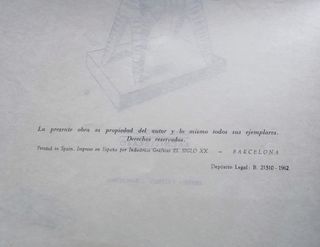 La presente obra es propiedad del autor y lo mismo todos sus ejemplares.
Derechos reservados.
Printed in Spain. Impreso en España por Industrias Gráficas EL SIGLO XX. — BARCELONA
Depósito Legal: B. 21310 - 1962